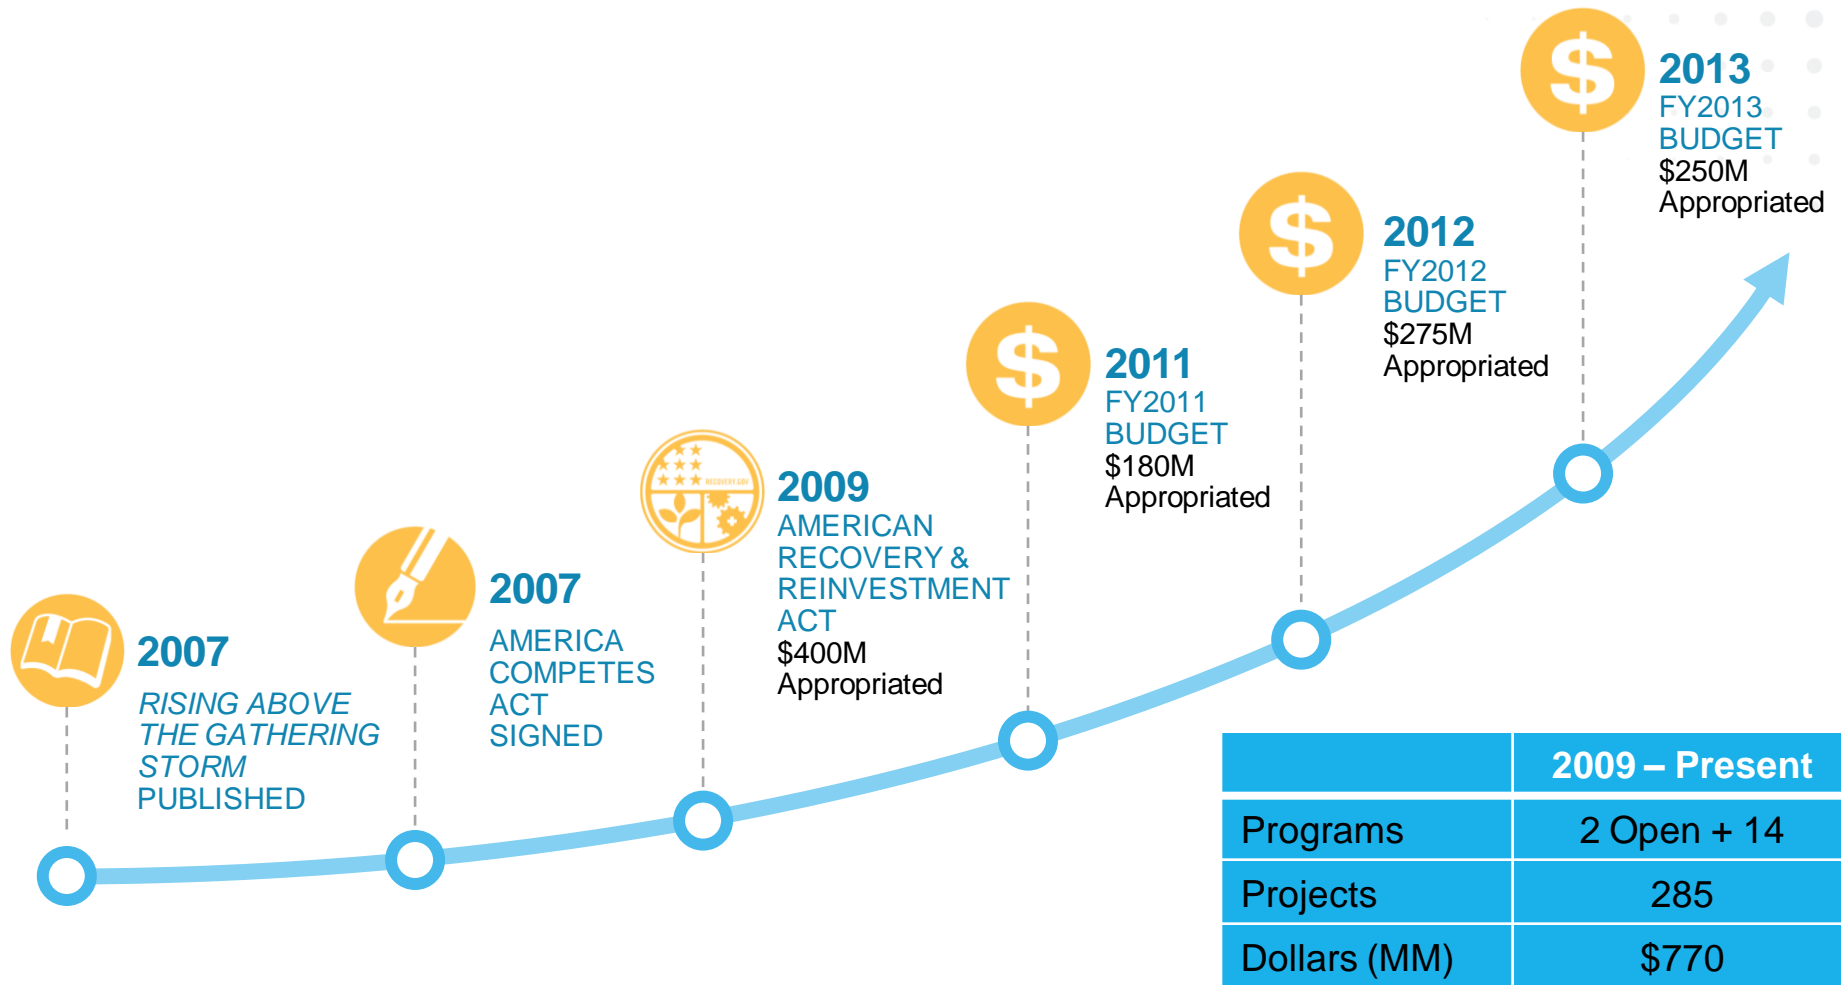 2007
RISING ABOVE
THE GATHERING
STORM
PUBLISHED
2007
AMERICA
COMPETES
ACT
SIGNED
RECOVERY.GOV
2009
AMERICAN
RECOVERY &
REINVESTMENT
ACT
$400M
Appropriated
$
2011
FY2011
BUDGET
$180M
Appropriated
$
2012
FY2012
BUDGET
$275M
Appropriated
$
2013
FY2013
BUDGET
$250M
Appropriated
2009 – Present
Programs 2 Open + 14
Projects 285
Dollars (MM) $770